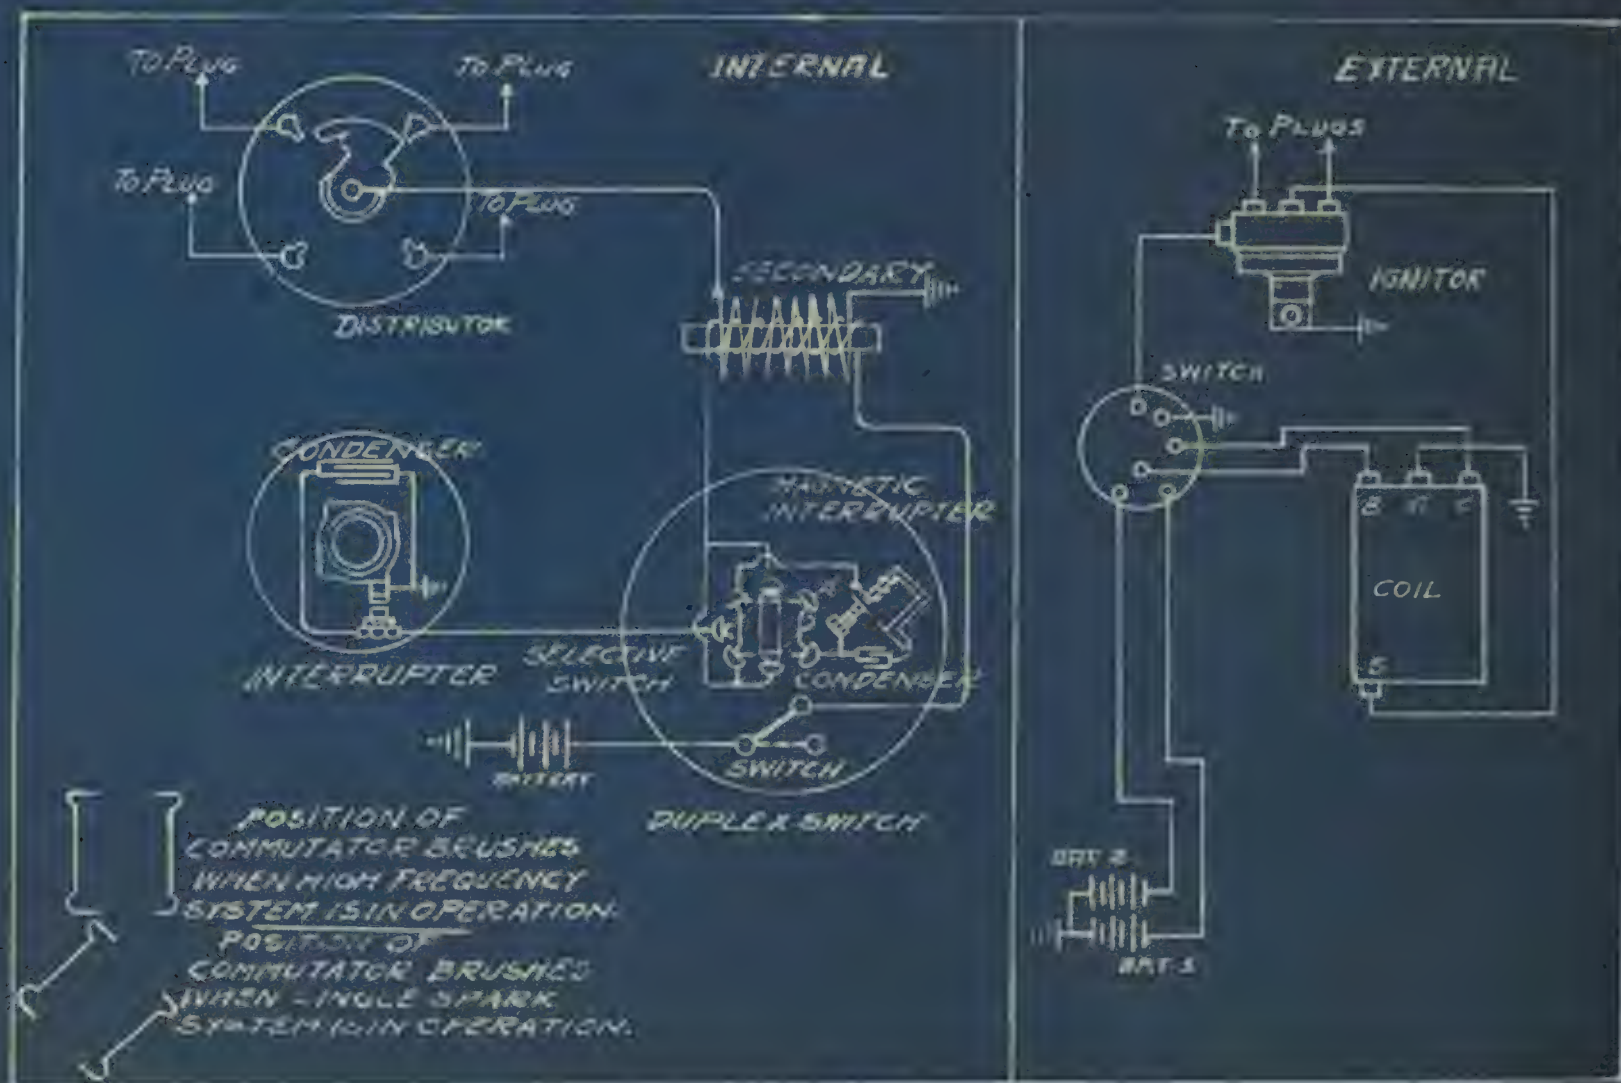 INTERNAL
TO PLUG
TO PLUG
TO PLUG
TO PLUG
DISTRIBUTOR
SECONDARY
CONDENSER
INTERRUPTER
MAGNETIC
INTERRUPTER
SELECTIVE
SWITCH
CONDENSER
BATTERY
SWITCH
DUPLEX SWITCH
POSITION OF
COMMUTATOR BRUSHES
WHEN HIGH FREQUENCY
SYSTEM IS IN OPERATION.
POSITION OF
COMMUTATOR BRUSHES
WHEN SINGLE SPARK
SYSTEM IS IN OPERATION.
EXTERNAL
TO PLUGS
IGNITOR
SWITCH
B C
COIL
S
BAT. 2
BAT. 1